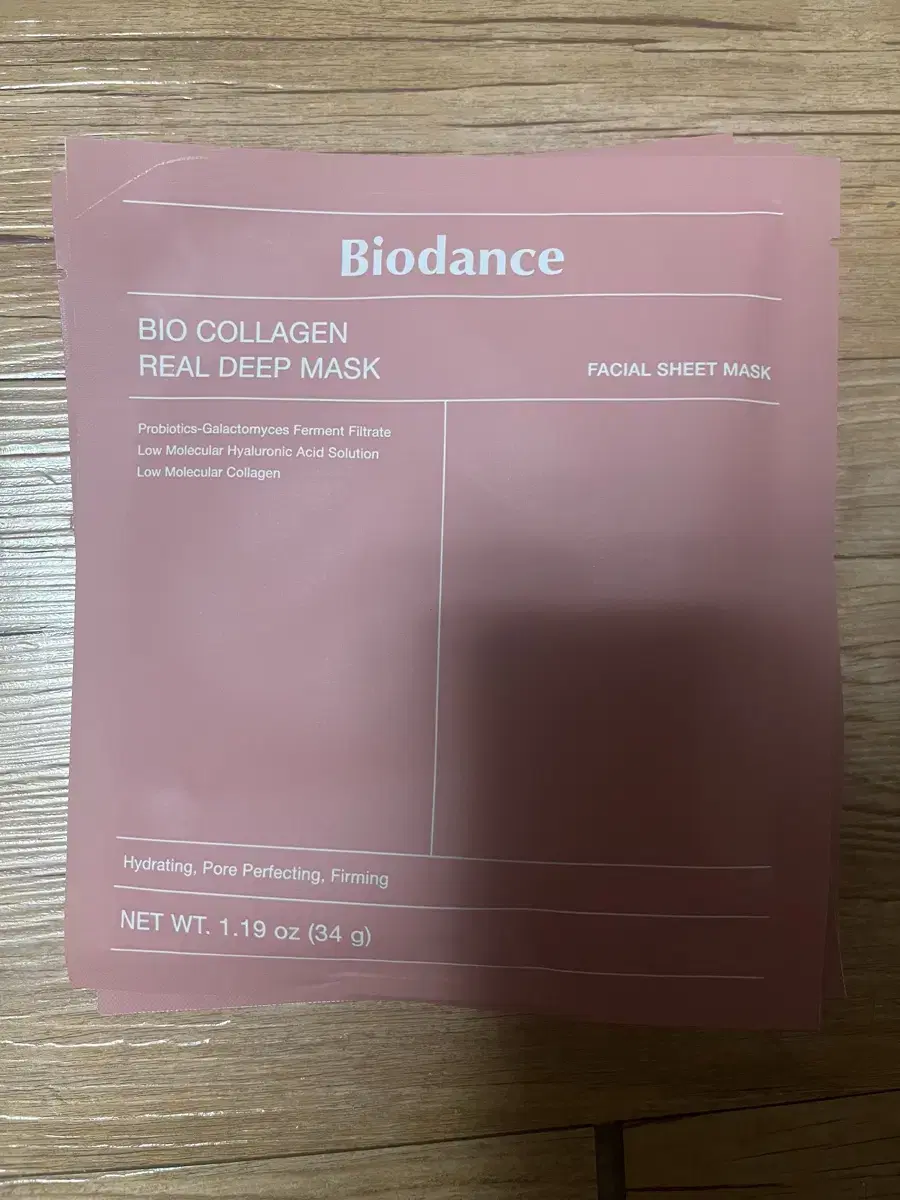 Biodance
BIO COLLAGEN
REAL DEEP MASK
FACIAL SHEET MASK
Probiotics-Galactomyces Ferment Filtrate
Low Molecular Hyaluronic Acid Solution
Low Molecular Collagen
Hydrating, Pore Perfecting, Firming
NET WT. 1.19 oz (34 g)